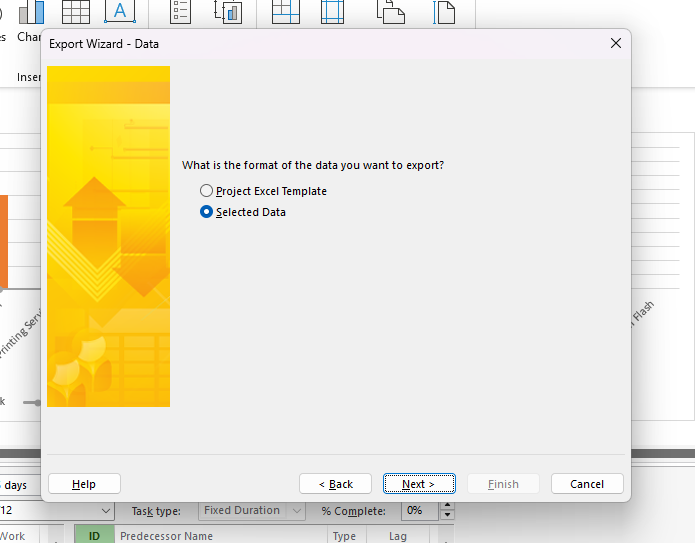 Char
A
Inser
Export Wizard - Data
What is the format of the data you want to export?
Project Excel Template
Selected Data
Printing Serv
Flash
k
Help
< Back
Next >
Finish
Cancel
days
/12
Task type:
Fixed Duration
% Complete:
0%
Work
ID
Predecessor Name
Type
Lag